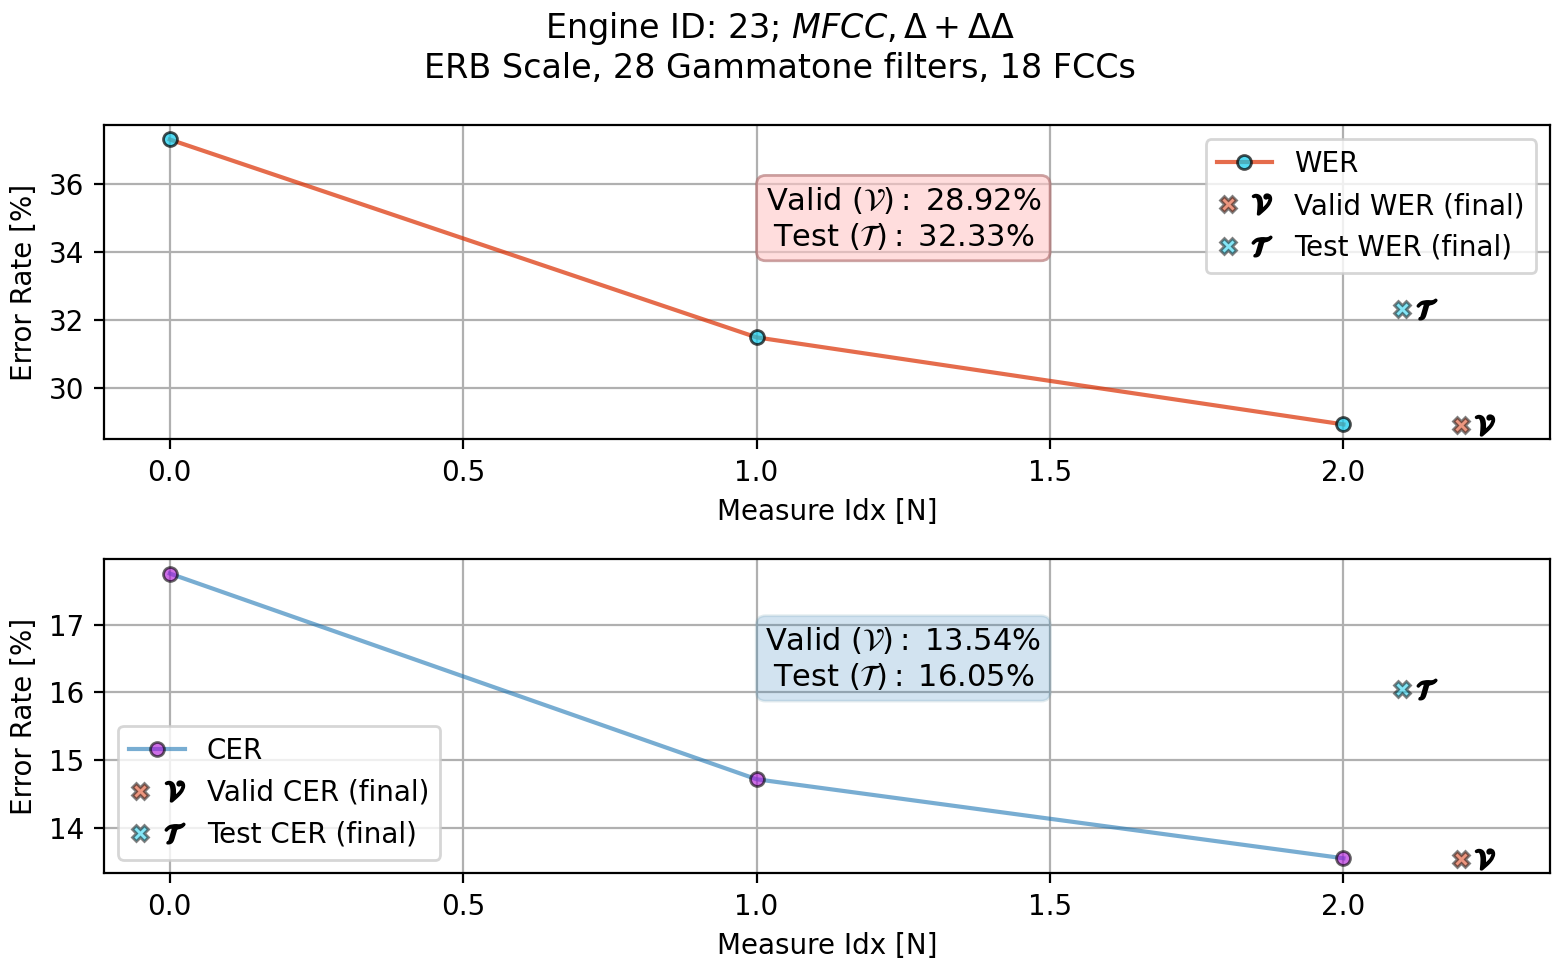 Engine ID: 23; MFCC, Δ + ΔΔ
ERB Scale, 28 Gammatone filters, 18 FCCs
Error Rate [%]
36
34
32
30
Valid (𝒱) : 28.92%
Test (𝒯) : 32.33%
WER
𝒱 Valid WER (final)
𝒯 Test WER (final)
𝒯
𝒱
0.0 0.5 1.0 1.5 2.0
Measure Idx [N]
Error Rate [%]
17
16
15
14
Valid (𝒱) : 13.54%
Test (𝒯) : 16.05%
𝒯
CER
𝒱 Valid CER (final)
𝒯 Test CER (final)
𝒱
0.0 0.5 1.0 1.5 2.0
Measure Idx [N]